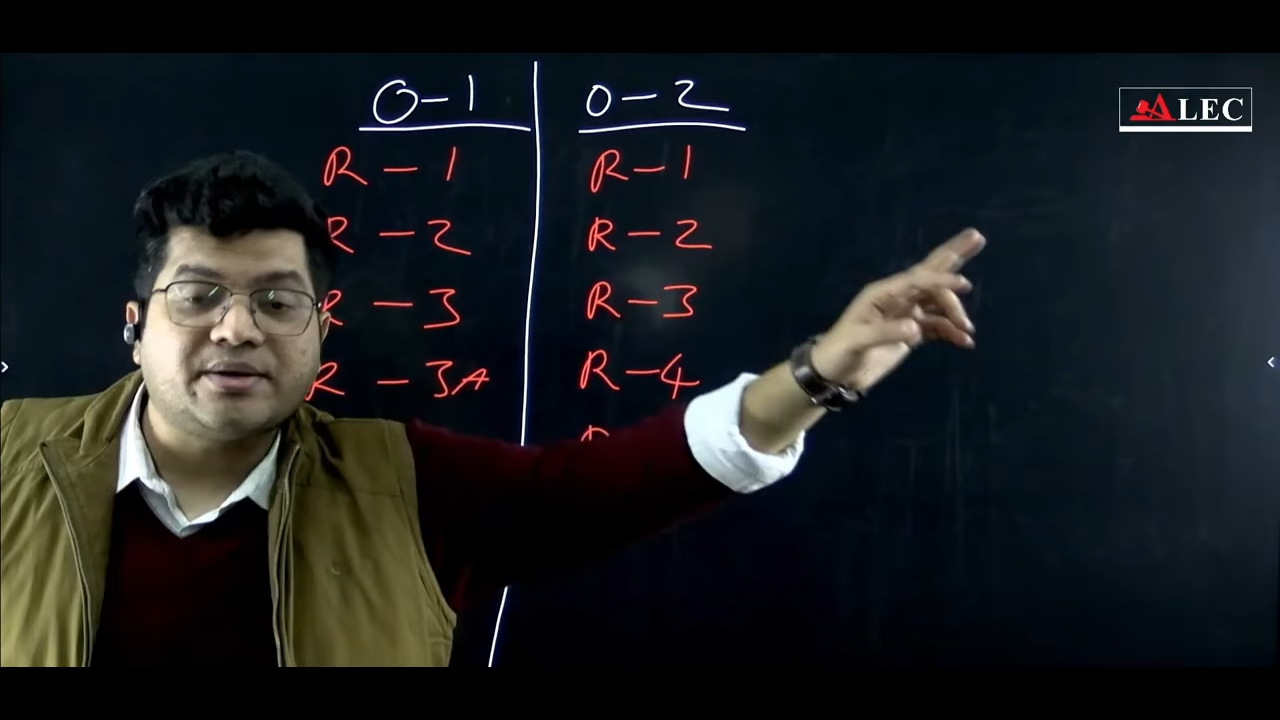 O-1
R - 1
R - 2
R - 3
R - 3A
O-2
R-1
R-2
R-3
R-4
ALEC